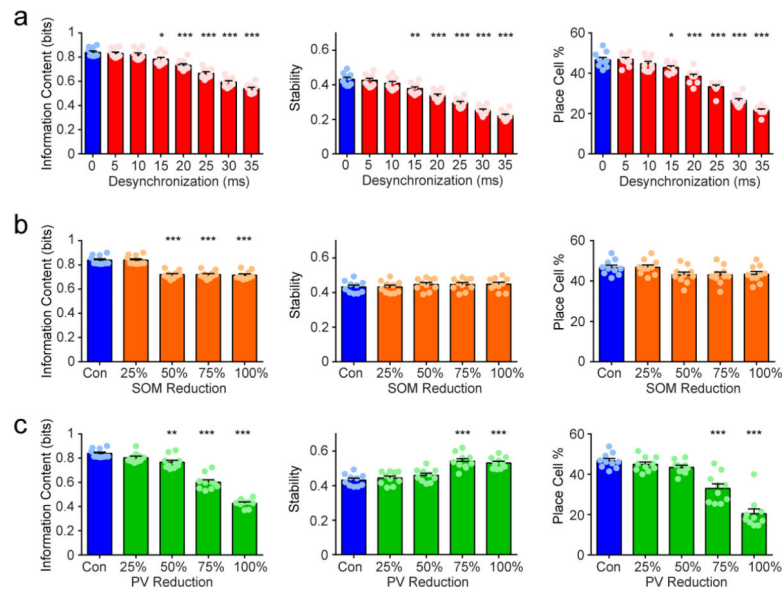 a
Information Content (bits)
1.0
0.8
0.6
0.4
0.2
0
* *** *** *** ***
0 5 10 15 20 25 30 35
Desynchronization (ms)
Stability
0.6
0.4
0.2
0
** *** *** *** ***
0 5 10 15 20 25 30 35
Desynchronization (ms)
Place Cell %
60
40
20
0
* *** *** *** ***
0 5 10 15 20 25 30 35
Desynchronization (ms)
b
Information Content (bits)
1.0
0.8
0.6
0.4
0.2
0
*** *** ***
Con 25% 50% 75% 100%
SOM Reduction
Stability
0.6
0.4
0.2
0
Con 25% 50% 75% 100%
SOM Reduction
Place Cell %
60
40
20
0
Con 25% 50% 75% 100%
SOM Reduction
c
Information Content (bits)
1.0
0.8
0.6
0.4
0.2
0
** *** ***
Con 25% 50% 75% 100%
PV Reduction
Stability
0.6
0.4
0.2
0
*** ***
Con 25% 50% 75% 100%
PV Reduction
Place Cell %
60
40
20
0
*** ***
Con 25% 50% 75% 100%
PV Reduction